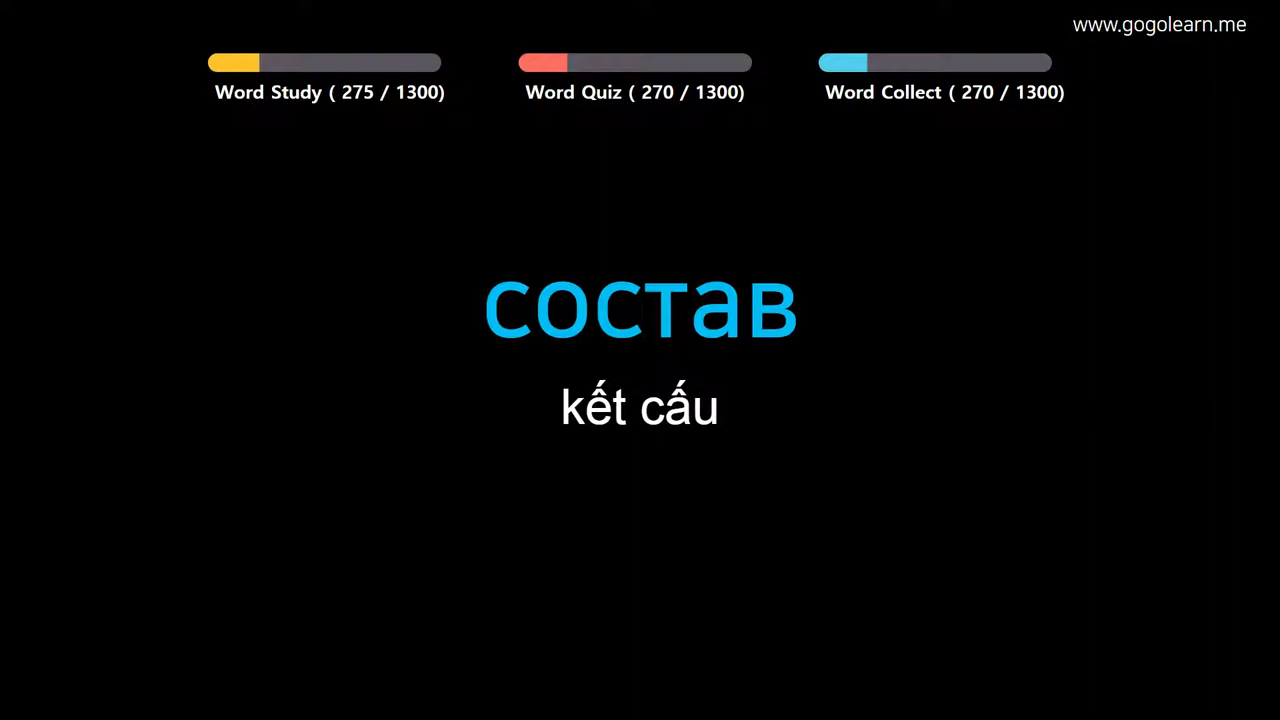 www.gogolearn.me
Word Study ( 275 / 1300)
Word Quiz ( 270 / 1300)
Word Collect ( 270 / 1300)
состав
kết cấu